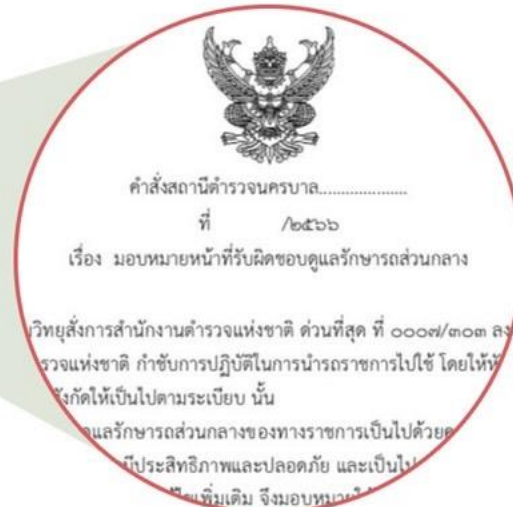 คำสั่งสถานีตำรวจนครบาล....................
ที่ /๒๕๖๖
เรื่อง มอบหมายหน้าที่รับผิดชอบดูแลรักษารถส่วนกลาง
วิทยุสั่งการสำนักงานตำรวจแห่งชาติ ด่วนที่สุด ที่ ๐๐๐๗/๓๐๓ ลง
รวจแห่งชาติ กำชับการปฏิบัติในการนำรถราชการไปใช้ โดยให้
ังกัดให้เป็นไปตามระเบียบ นั้น
ดูแลรักษารถส่วนกลางของทางราชการเป็นไปด้วย
มีประสิทธิภาพและปลอดภัย และเป็นไป
เพิ่มเติม จึงมอบหมาย